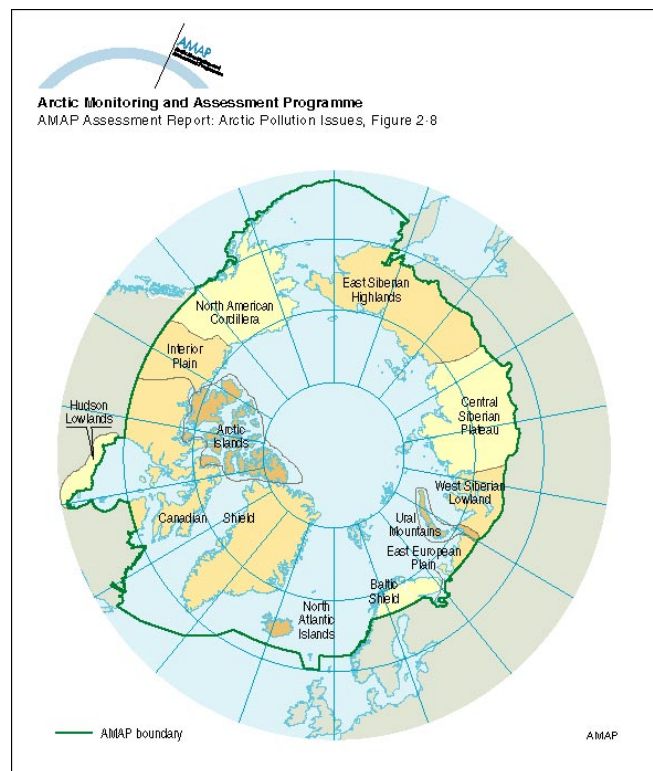 AMAP
Arctic Monitoring and Assessment Programme
AMAP Assessment Report: Arctic Pollution Issues, Figure 2-8
East Siberian
Highlands
North American
Cordillera
Interior
Plain
Hudson
Lowlands
Central
Siberian
Plateau
Arctic
Islands
West Siberian
Lowland
Canadian Shield
Ural
Mountains
East European
Plain
Baltic
Shield
North
Atlantic
Islands
AMAP boundary
AMAP